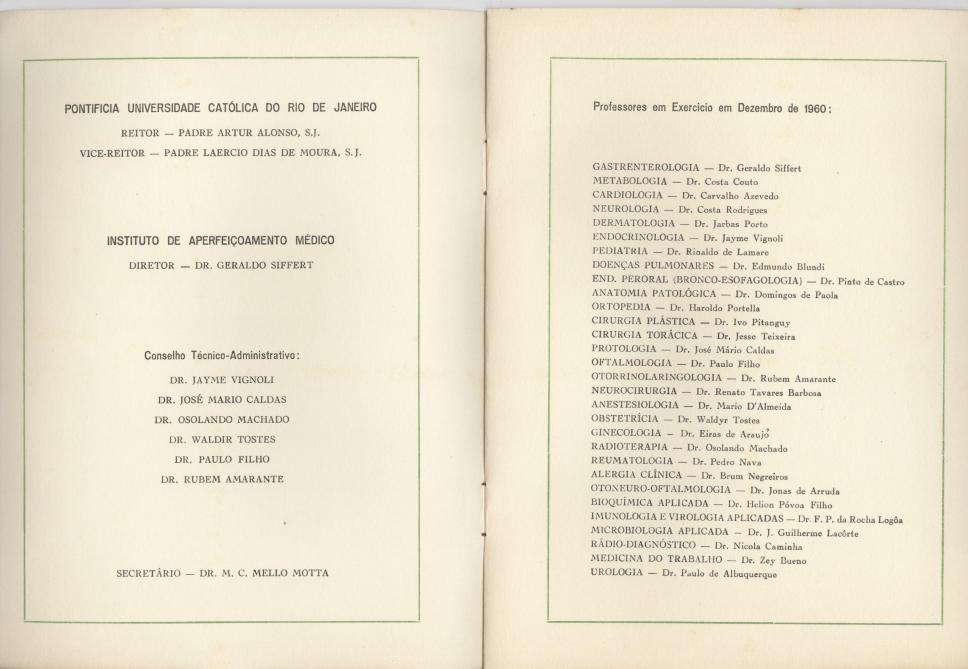 PONTIFICIA UNIVERSIDADE CATÓLICA DO RIO DE JANEIRO
REITOR — PADRE ARTUR ALONSO, S.J.
VICE-REITOR — PADRE LAERCIO DIAS DE MOURA, S.J.
INSTITUTO DE APERFEIÇOAMENTO MÉDICO
DIRETOR — DR. GERALDO SIFFERT
Conselho Técnico-Administrativo:
DR. JAYME VIGNOLI
DR. JOSÉ MARIO CALDAS
DR. OSOLANDO MACHADO
DR. WALDIR TOSTES
DR. PAULO FILHO
DR. RUBEM AMARANTE
SECRETÁRIO — DR. M. C. MELLO MOTTA
Professores em Exercicio em Dezembro de 1960:
GASTRENTEROLOGIA — Dr. Geraldo Siffert
METABOLOGIA — Dr. Costa Couto
CARDIOLOGIA — Dr. Carvalho Azevedo
NEUROLOGIA — Dr. Costa Rodrigues
DERMATOLOGIA — Dr. Jarbas Porto
ENDOCRINOLOGIA — Dr. Jayme Vignoli
PEDIATRIA — Dr. Rinaldo de Lamare
DOENÇAS PULMONARES — Dr. Edmundo Blundi
END. PERORAL (BRONCO-ESOFAGOLOGIA) — Dr. Pinto de Castro
ANATOMIA PATOLÓGICA — Dr. Domingos de Paola
ORTOPEDIA — Dr. Haroldo Portella
CIRURGIA PLÁSTICA — Dr. Ivo Pitanguy
CIRURGIA TORÁCICA — Dr. Jesse Teixeira
PROTOLOGIA — Dr. José Mário Caldas
OFTALMOLOGIA — Dr. Paulo Filho
OTORRINOLARINGOLOGIA — Dr. Rubem Amarante
NEUROCIRURGIA — Dr. Renato Tavares Barbosa
ANESTESIOLOGIA — Dr. Mario D'Almeida
OBSTETRÍCIA — Dr. Waldyr Tostes
GINECOLOGIA — Dr. Eiras de Araujo
RADIOTERAPIA — Dr. Osolando Machado
REUMATOLOGIA — Dr. Pedro Nava
ALERGIA CLÍNICA — Dr. Brum Negreiros
OTONEURO-OFTALMOLOGIA — Dr. Jonas de Arruda
BIOQUÍMICA APLICADA — Dr. Helion Póvoa Filho
IMUNOLOGIA E VIROLOGIA APLICADAS — Dr. F. P. da Rocha Logôa
MICROBIOLOGIA APLICADA — Dr. J. Guilherme Lacôrte
RÁDIO-DIAGNÓSTICO — Dr. Nicola Caminha
MEDICINA DO TRABALHO — Dr. Zey Bueno
UROLOGIA — Dr. Paulo de Albuquerque